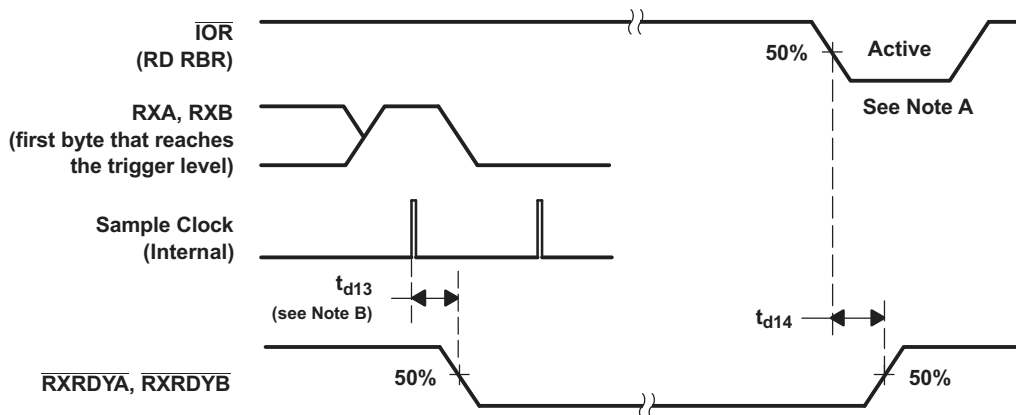 IOR
(RD RBR)
50%
Active
See Note A
RXA, RXB
(first byte that reaches
the trigger level)
Sample Clock
(Internal)
td13
(see Note B)
td14
RXRDYA, RXRDYB
50%
50%